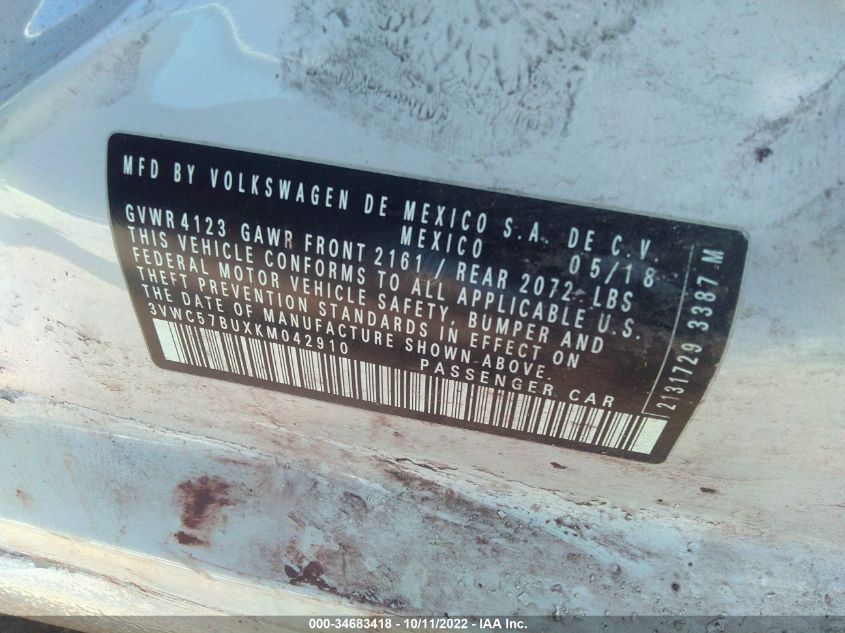 MFD BY VOLKSWAGEN DE MEXICO S.A. DE C.V.
MEXICO 05/18
GVWR 4123 GAWR FRONT 2161 / REAR 2072 LBS
THIS VEHICLE CONFORMS TO ALL APPLICABLE U.S.
FEDERAL MOTOR VEHICLE SAFETY, BUMPER AND
THEFT PREVENTION STANDARDS IN EFFECT ON
THE DATE OF MANUFACTURE SHOWN ABOVE.
3VWC57BUXKM042910 PASSENGER CAR
2131729 3387 M
000-34683418 - 10/11/2022 - IAA Inc.